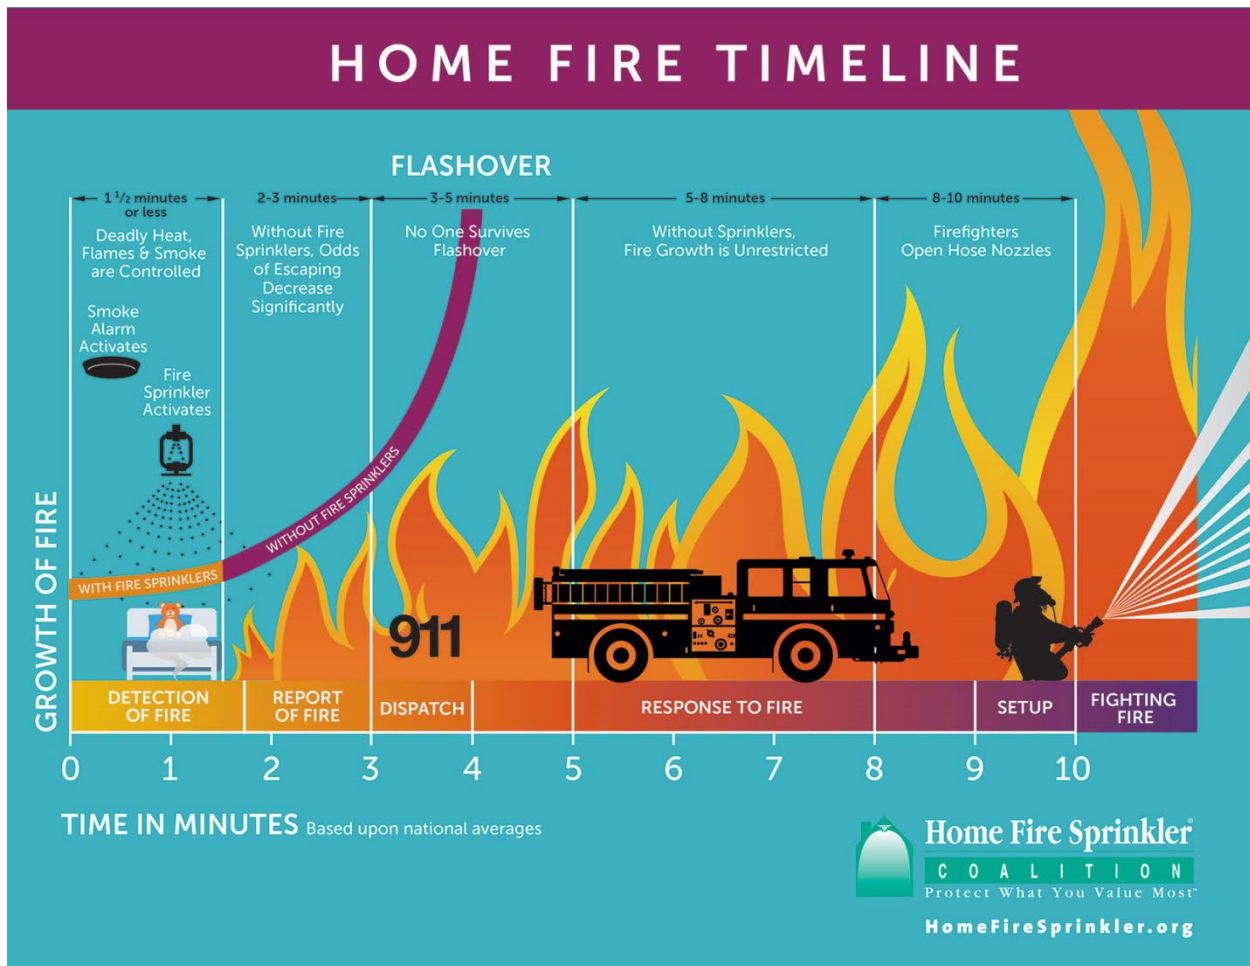 HOME FIRE TIMELINE
FLASHOVER
1 1/2 minutes
or less
Deadly Heat,
Flames & Smoke
are Controlled
Smoke
Alarm
Activates
Fire
Sprinkler
Activates
2-3 minutes
Without Fire
Sprinklers, Odds
of Escaping
Decrease
Significantly
3-5 minutes
No One Survives
Flashover
5-8 minutes
Without Sprinklers,
Fire Growth is Unrestricted
8-10 minutes
Firefighters
Open Hose Nozzles
GROWTH OF FIRE
WITH FIRE SPRINKLERS
WITHOUT FIRE SPRINKLERS
911
DETECTION
OF FIRE
REPORT
OF FIRE
DISPATCH
RESPONSE TO FIRE
SETUP
FIGHTING
FIRE
0 1 2 3 4 5 6 7 8 9 10
TIME IN MINUTES Based upon national averages
Home Fire Sprinkler®
COALITION
Protect What You Value Most™
HomeFireSprinkler.org